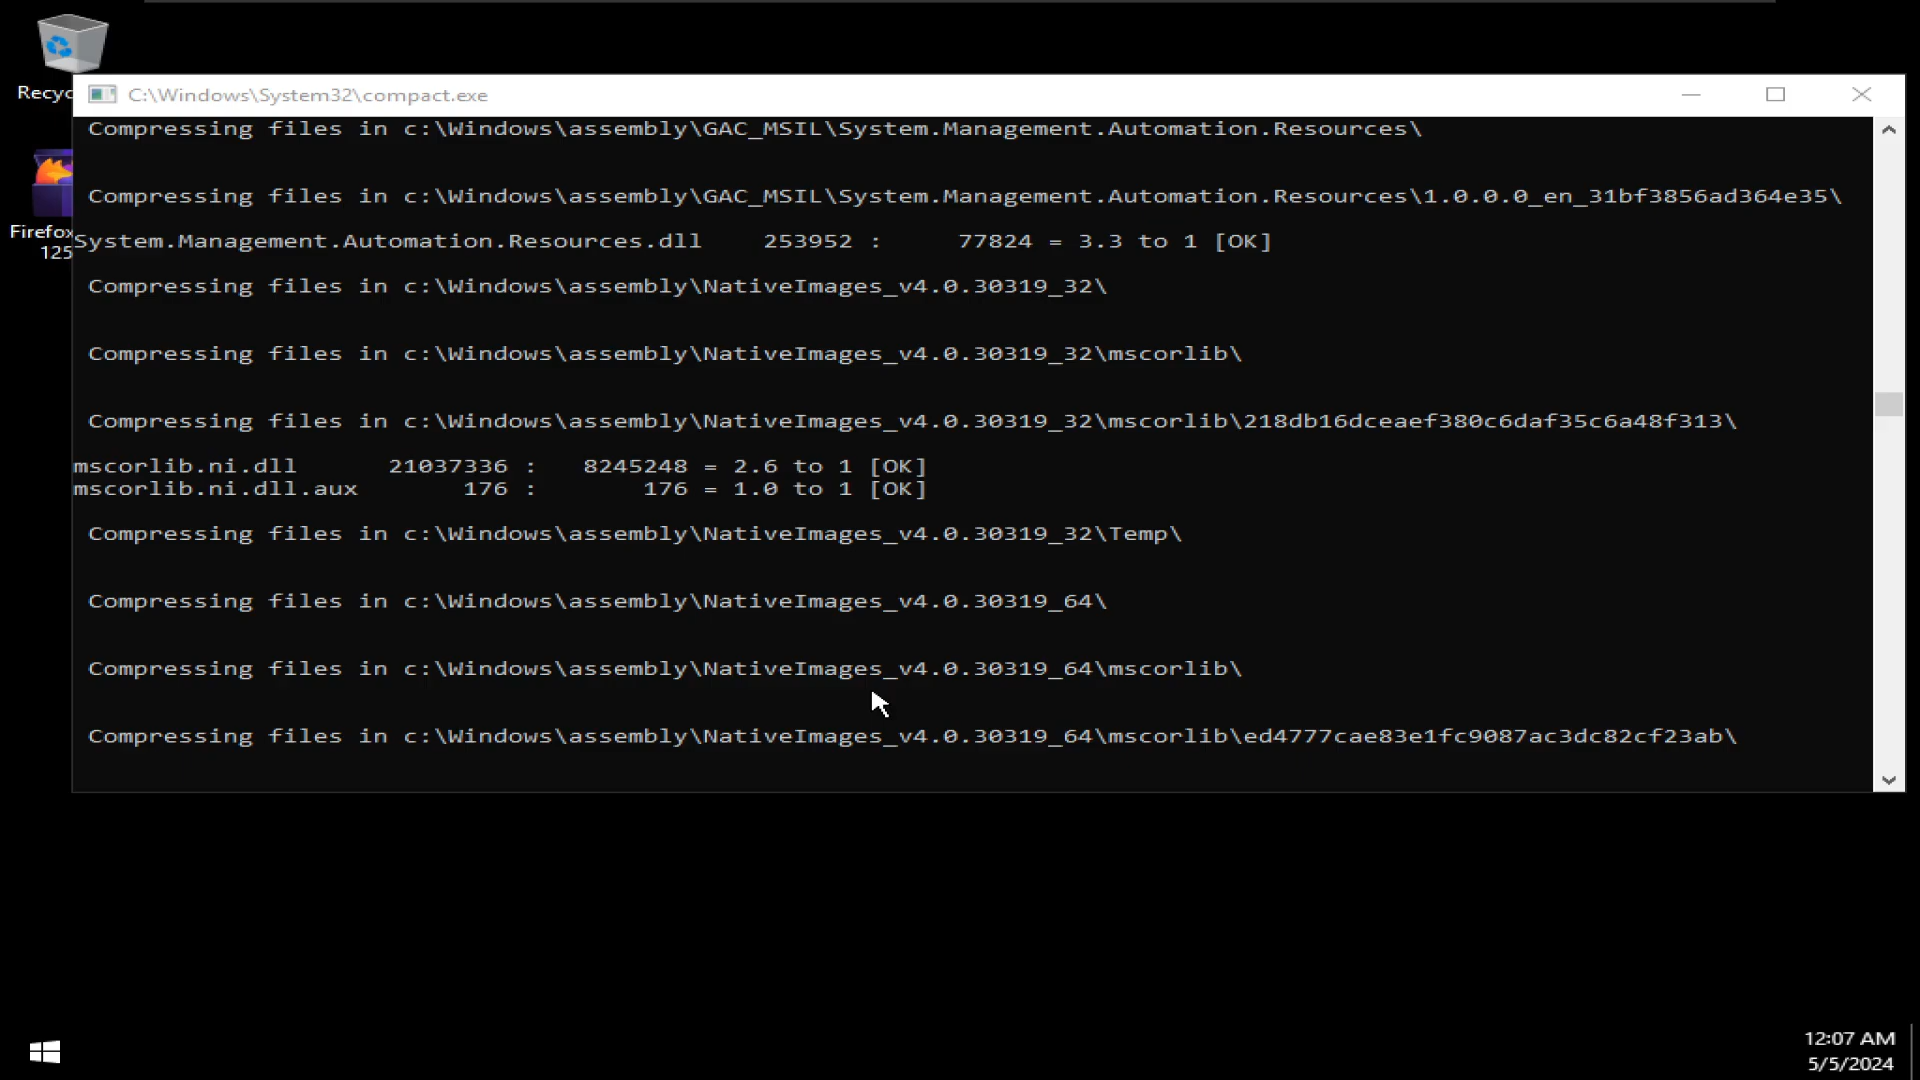 Recyc
Firefox
125
C:\Windows\System32\compact.exe
Compressing files in c:\Windows\assembly\GAC_MSIL\System.Management.Automation.Resources\
Compressing files in c:\Windows\assembly\GAC_MSIL\System.Management.Automation.Resources\1.0.0.0_en_31bf3856ad364e35\
System.Management.Automation.Resources.dll    253952 :     77824 = 3.3 to 1 [OK]
Compressing files in c:\Windows\assembly\NativeImages_v4.0.30319_32\
Compressing files in c:\Windows\assembly\NativeImages_v4.0.30319_32\mscorlib\
Compressing files in c:\Windows\assembly\NativeImages_v4.0.30319_32\mscorlib\218db16dceaef380c6daf35c6a48f313\
mscorlib.ni.dll      21037336 :   8245248 = 2.6 to 1 [OK]
mscorlib.ni.dll.aux       176 :       176 = 1.0 to 1 [OK]
Compressing files in c:\Windows\assembly\NativeImages_v4.0.30319_32\Temp\
Compressing files in c:\Windows\assembly\NativeImages_v4.0.30319_64\
Compressing files in c:\Windows\assembly\NativeImages_v4.0.30319_64\mscorlib\
Compressing files in c:\Windows\assembly\NativeImages_v4.0.30319_64\mscorlib\ed4777cae83e1fc9087ac3dc82cf23ab\
12:07 AM
5/5/2024